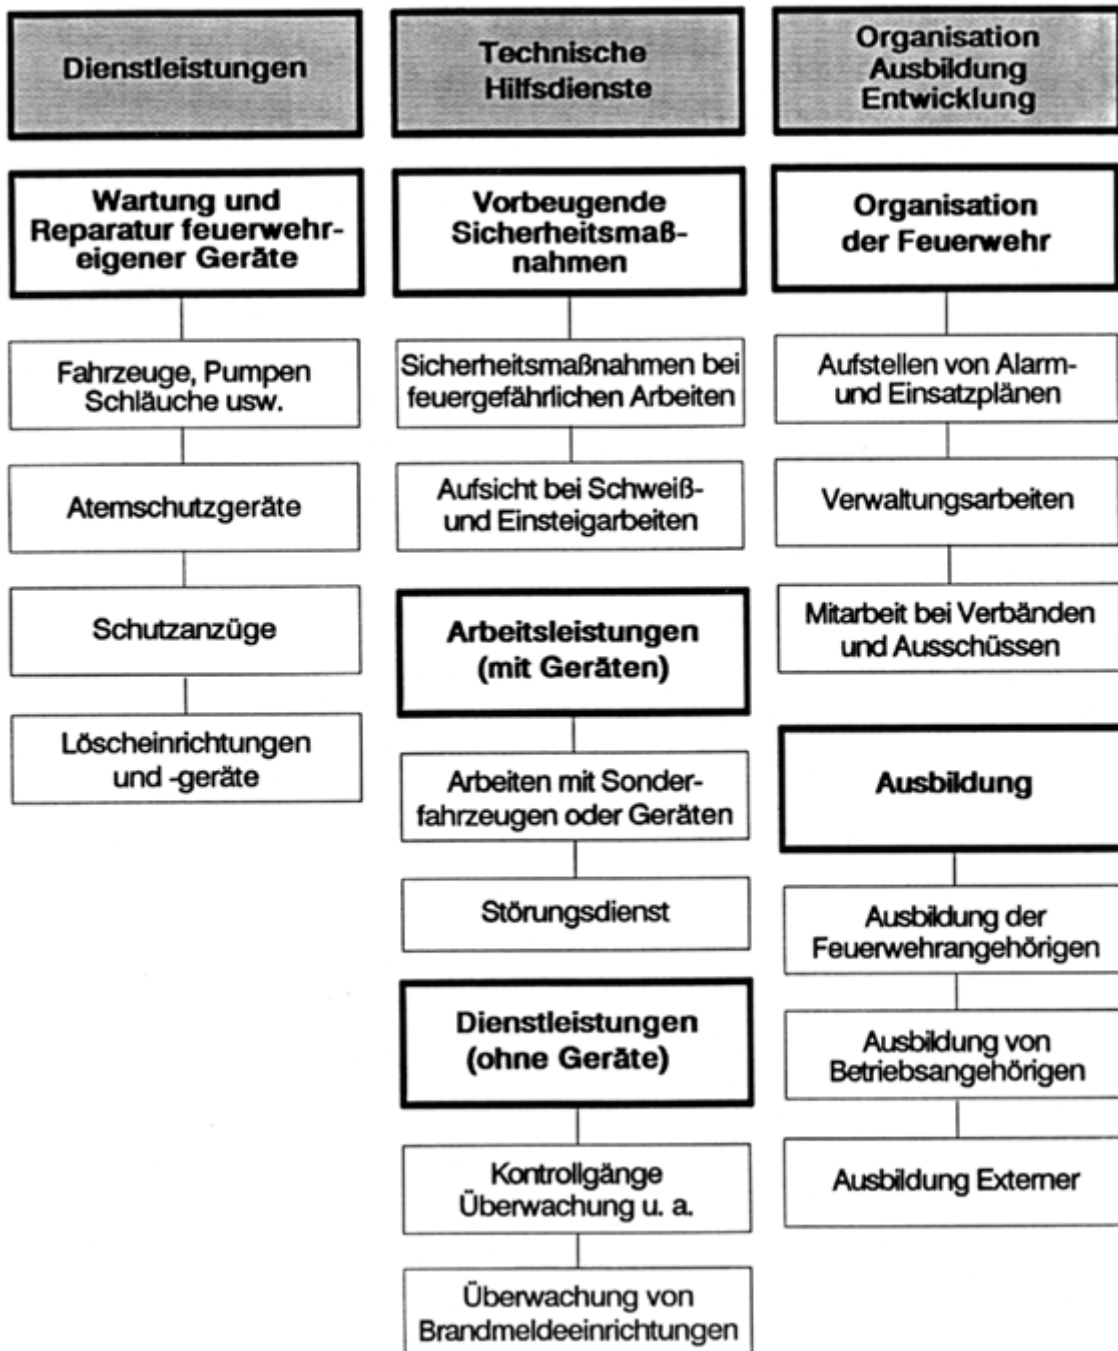 Dienstleistungen
Wartung und
Reparatur feuerwehr-
eigener Geräte
Fahrzeuge, Pumpen
Schläuche usw.
Atemschutzgeräte
Schutzanzüge
Löscheinrichtungen
und -geräte
Technische
Hilfsdienste
Vorbeugende
Sicherheitsmaß-
nahmen
Sicherheitsmaßnahmen bei
feuergefährlichen Arbeiten
Aufsicht bei Schweiß-
und Einsteigarbeiten
Arbeitsleistungen
(mit Geräten)
Arbeiten mit Sonder-
fahrzeugen oder Geräten
Störungsdienst
Dienstleistungen
(ohne Geräte)
Kontrollgänge
Überwachung u. a.
Überwachung von
Brandmeldeeinrichtungen
Organisation
Ausbildung
Entwicklung
Organisation
der Feuerwehr
Aufstellen von Alarm-
und Einsatzplänen
Verwaltungsarbeiten
Mitarbeit bei Verbänden
und Ausschüssen
Ausbildung
Ausbildung der
Feuerwehrangehörigen
Ausbildung von
Betriebsangehörigen
Ausbildung Externer